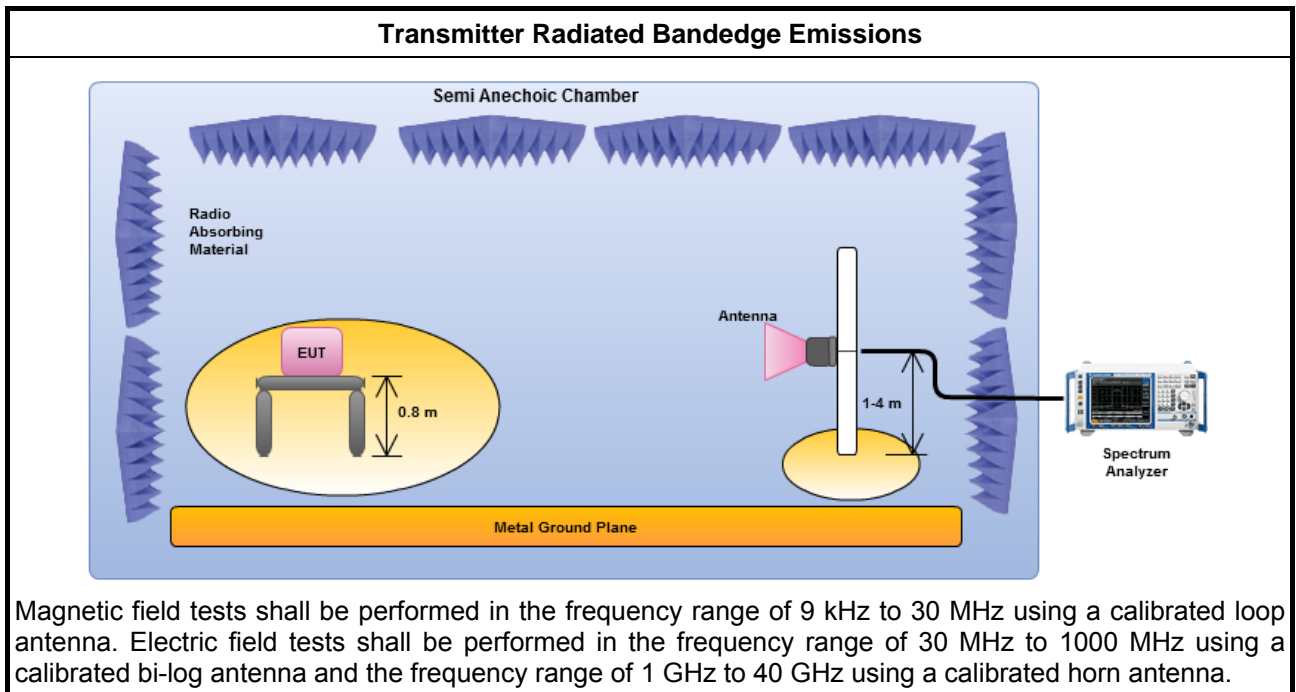 Transmitter Radiated Bandedge Emissions
Semi Anechoic Chamber
Radio
Absorbing
Material
Antenna
EUT
0.8 m
1-4 m
Spectrum
Analyzer
Metal Ground Plane
Magnetic field tests shall be performed in the frequency range of 9 kHz to 30 MHz using a calibrated loop
antenna. Electric field tests shall be performed in the frequency range of 30 MHz to 1000 MHz using a
calibrated bi-log antenna and the frequency range of 1 GHz to 40 GHz using a calibrated horn antenna.